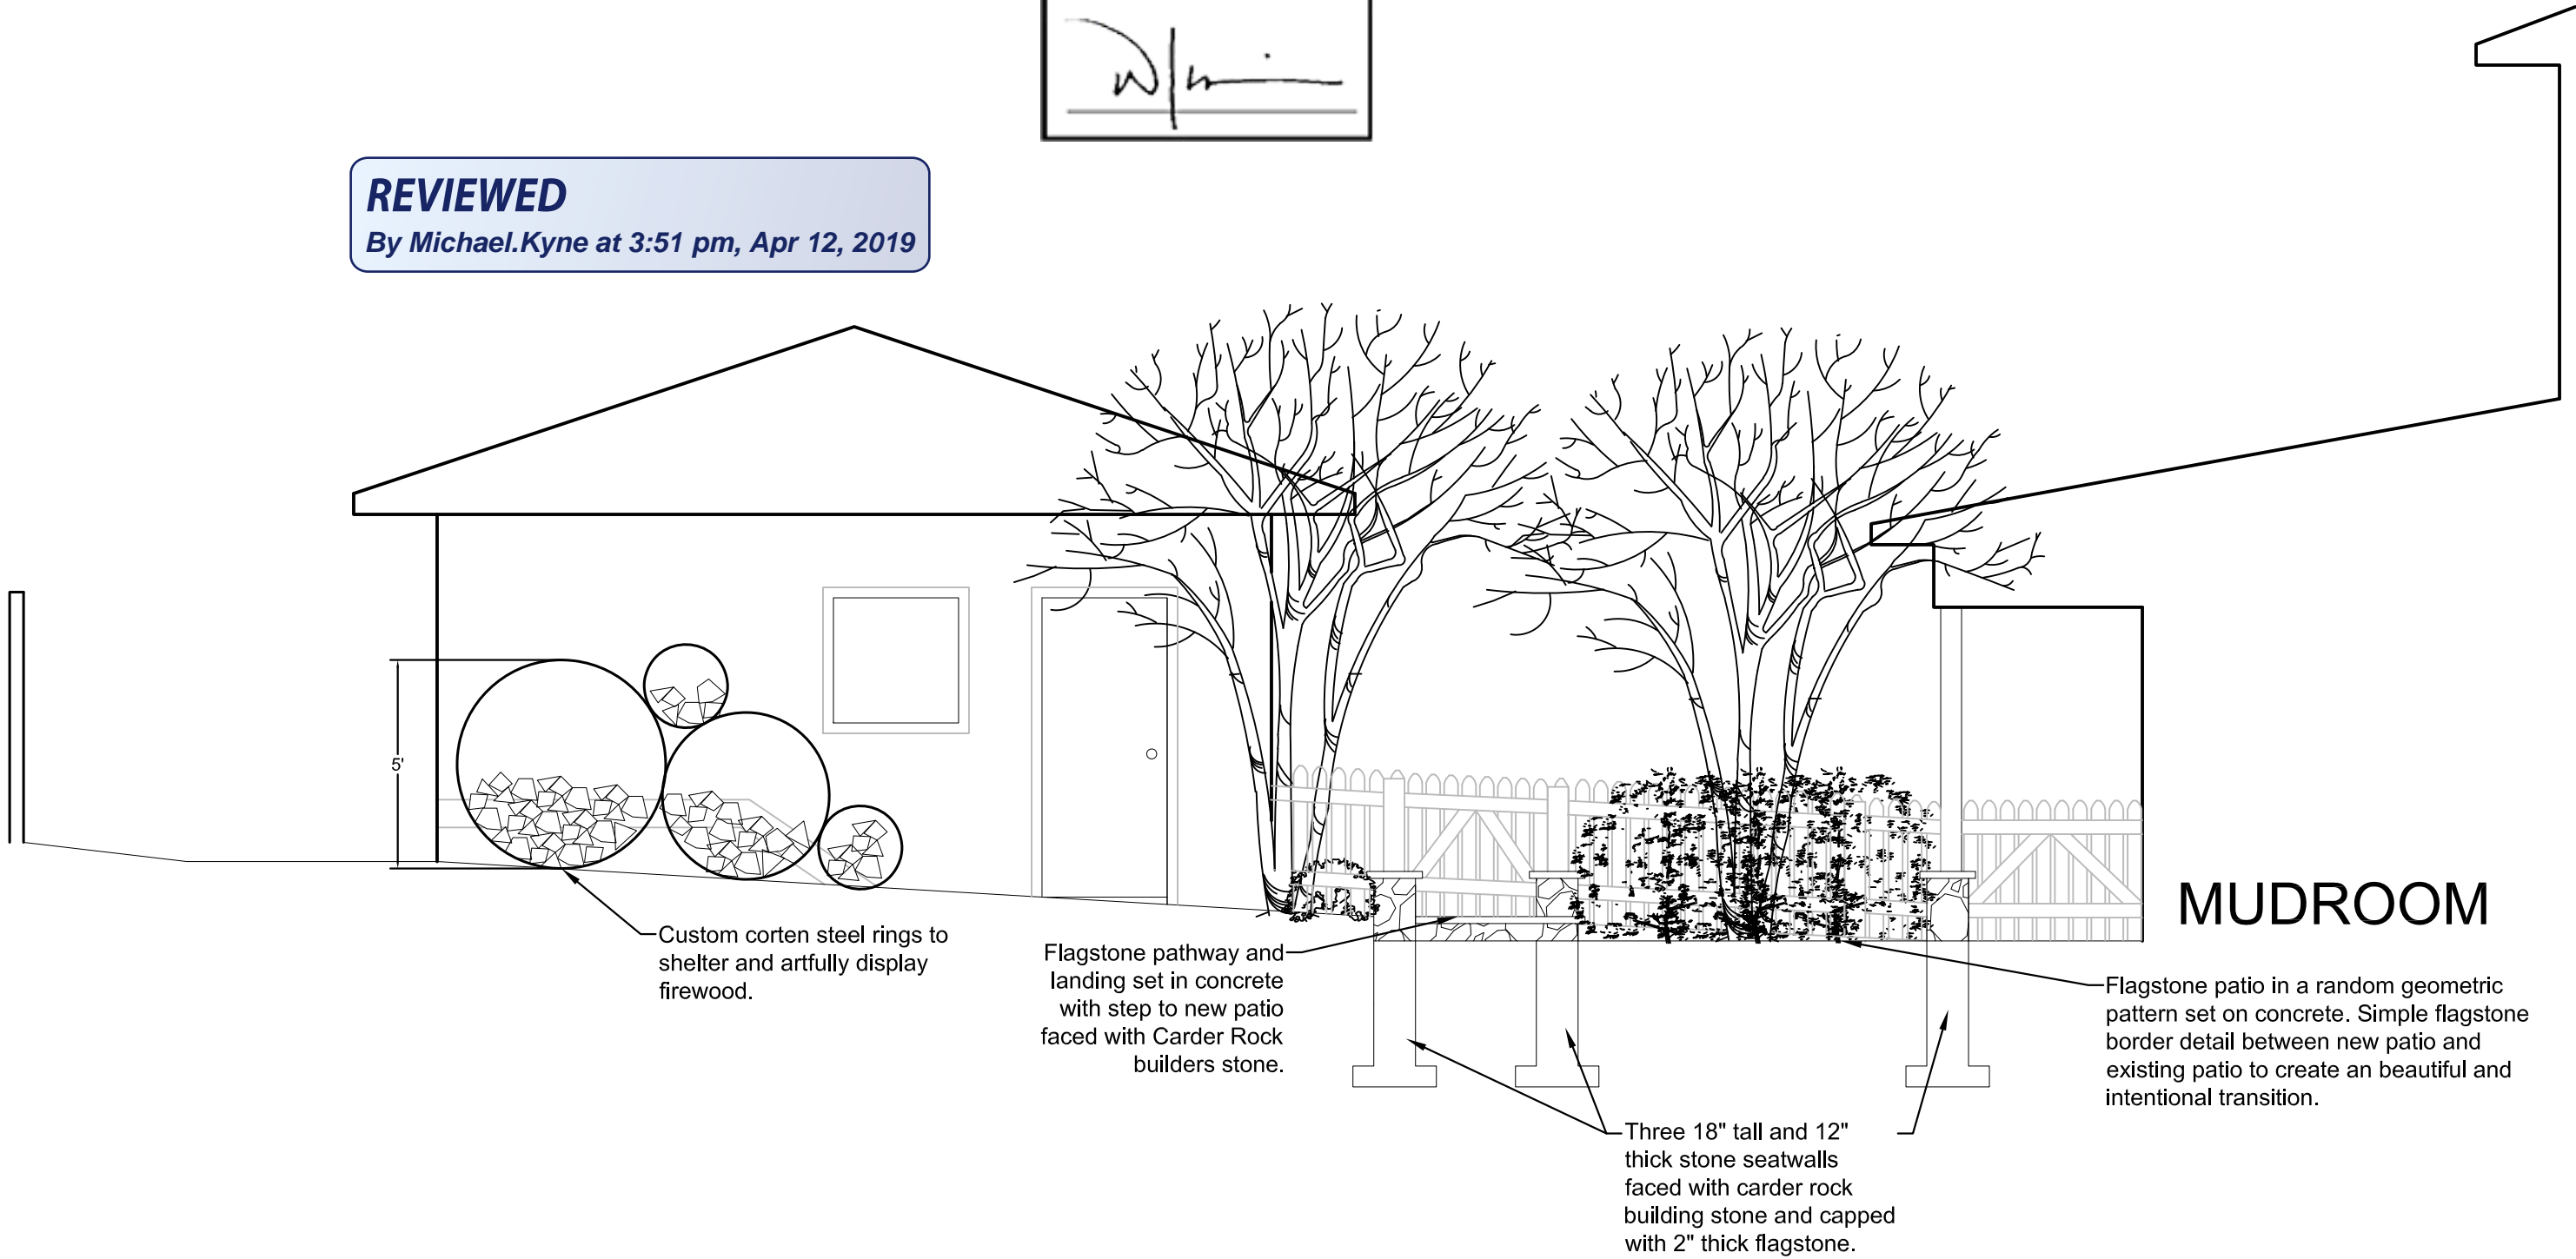 REVIEWED
By Michael.Kyne at 3:51 pm, Apr 12, 2019
5'
Custom corten steel rings to
shelter and artfully display
firewood.
Flagstone pathway and
landing set in concrete
with step to new patio
faced with Carder Rock
builders stone.
MUDROOM
Flagstone patio in a random geometric
pattern set on concrete. Simple flagstone
border detail between new patio and
existing patio to create an beautiful and
intentional transition.
Three 18" tall and 12"
thick stone seatwalls
faced with carder rock
building stone and capped
with 2" thick flagstone.